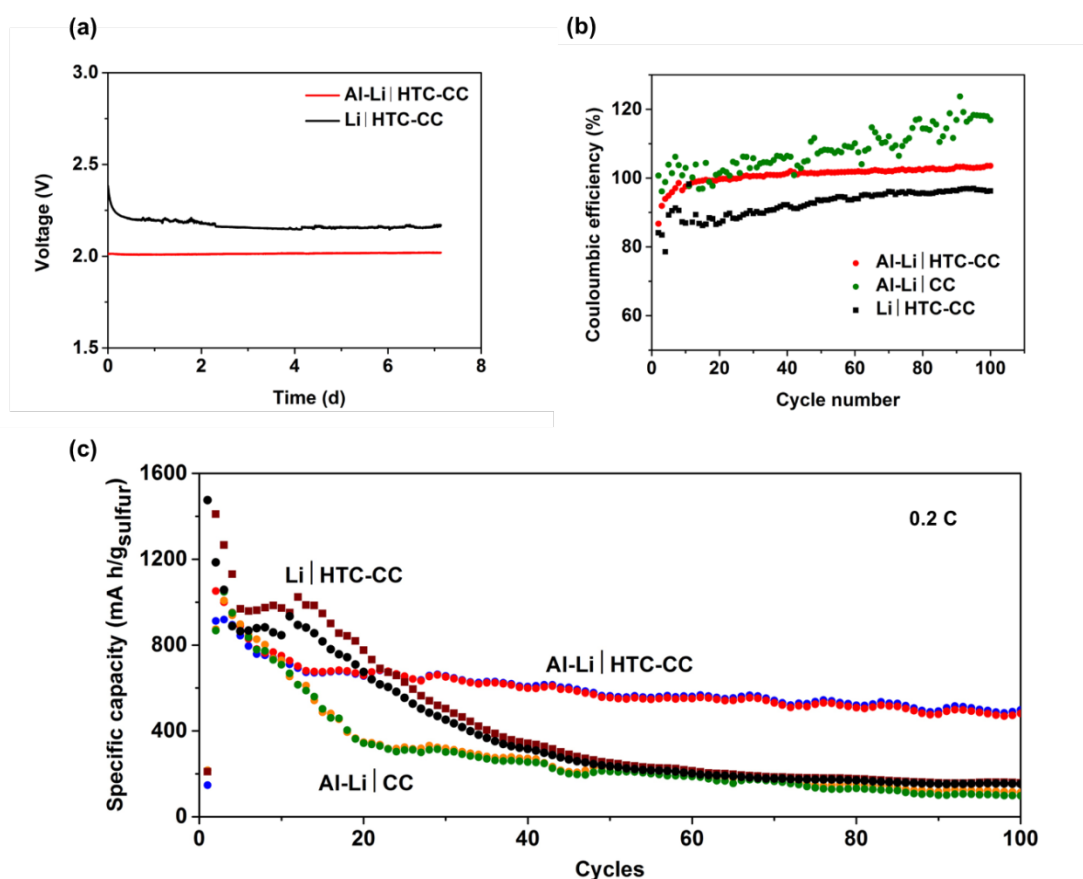 (a)
3.0
2.5
2.0
1.5
Voltage (V)
0
2
4
6
8
Time (d)
Al-Li | HTC-CC
Li | HTC-CC
(b)
120
100
80
60
Couloumbic efficiency (%)
0
20
40
60
80
100
Cycle number
Al-Li | HTC-CC
Al-Li | CC
Li | HTC-CC
(c)
1600
1200
800
400
0
Specific capacity (mA h/gsulfur)
0
20
40
60
80
100
Cycles
0.2 C
Li | HTC-CC
Al-Li | HTC-CC
Al-Li | CC